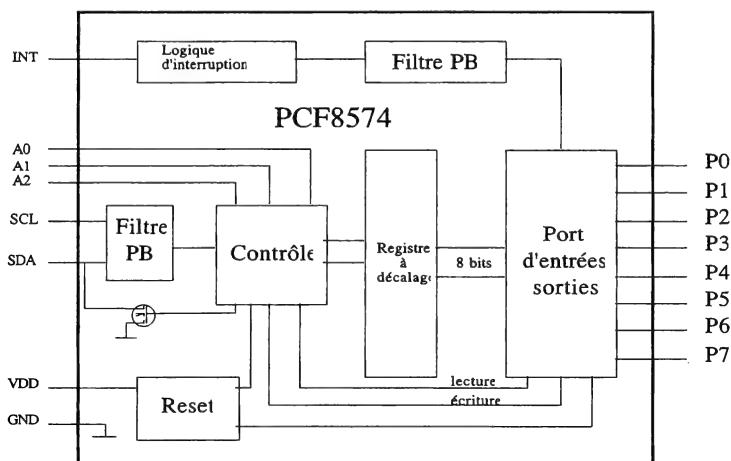 INT
Logique
d'interruption
Filtre PB
PCF8574
A0
A1
A2
SCL
SDA
Filtre
PB
Contrôle
Registre
à
décalage
8 bits
Port
d'entrées
sorties
P0
P1
P2
P3
P4
P5
P6
P7
VDD
GND
Reset
lecture
écriture